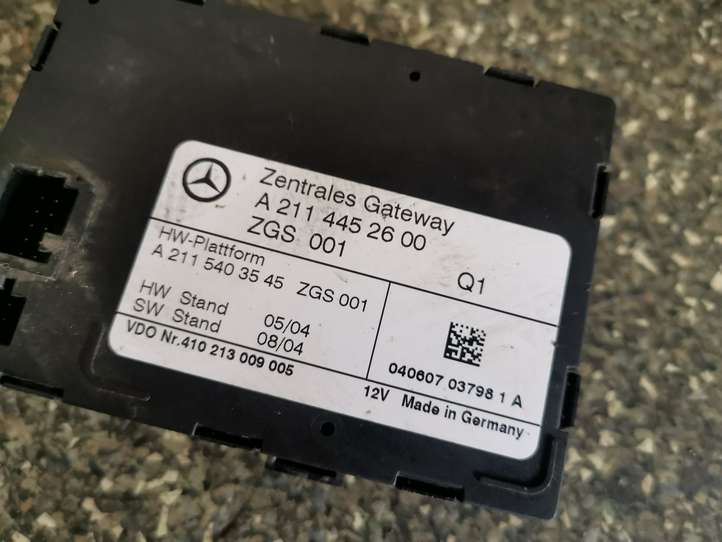 Zentrales Gateway
A 211 445 26 00
ZGS 001
Q1
HW-Plattform
A 211 540 35 45 ZGS 001
HW Stand 05/04
SW Stand 08/04
VDO Nr.410 213 009 005
040607 03798 1 A
12V Made in Germany